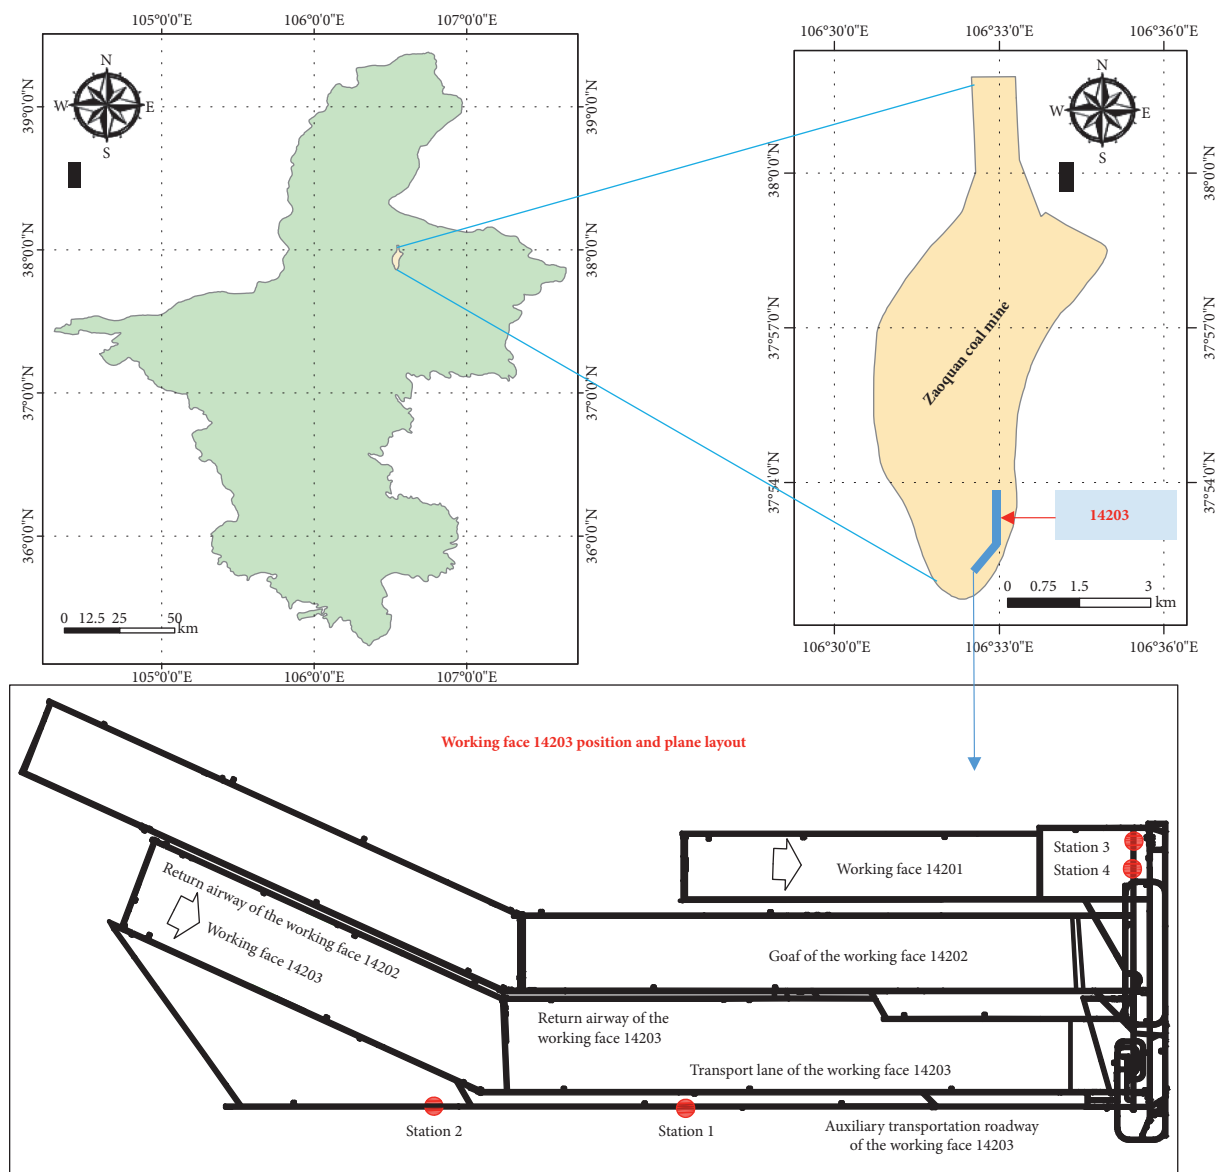 105°0'0"E
106°0'0"E
107°0'0"E
39°0'0"N
38°0'0"N
37°0'0"N
36°0'0"N
N
W
E
S
39°0'0"N
38°0'0"N
37°0'0"N
36°0'0"N
0 12.5 25 50
km
105°0'0"E
106°0'0"E
107°0'0"E
106°30'0"E
106°33'0"E
106°36'0"E
38°0'0"N
37°57'0"N
37°54'0"N
N
W
E
S
38°0'0"N
37°57'0"N
37°54'0"N
Zaoquan coal mine
14203
0 0.75 1.5 3
km
106°30'0"E
106°33'0"E
106°36'0"E
Working face 14203 position and plane layout
Return airway of the working face 14202
Working face 14203
Working face 14201
Station 3
Station 4
Goaf of the working face 14202
Return airway of the
working face 14203
Transport lane of the working face 14203
Station 2
Station 1
Auxiliary transportation roadway
of the working face 14203